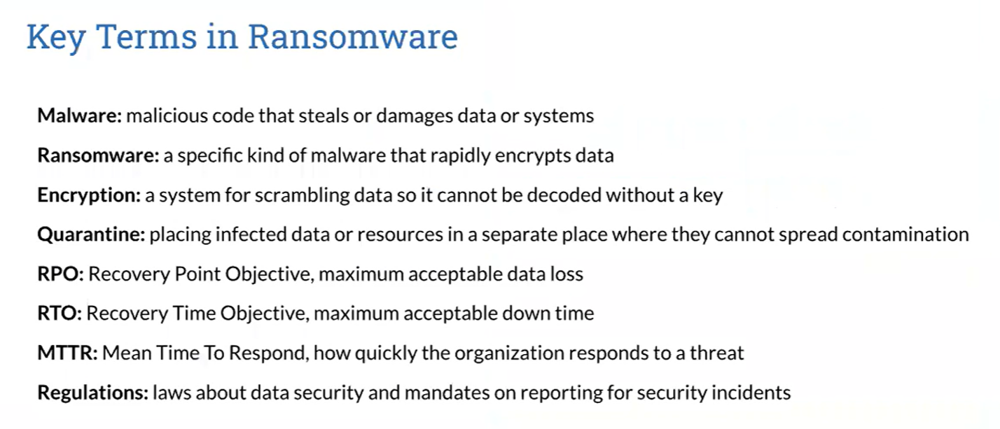 Key Terms in Ransomware
Malware: malicious code that steals or damages data or systems
Ransomware: a specific kind of malware that rapidly encrypts data
Encryption: a system for scrambling data so it cannot be decoded without a key
Quarantine: placing infected data or resources in a separate place where they cannot spread contamination
RPO: Recovery Point Objective, maximum acceptable data loss
RTO: Recovery Time Objective, maximum acceptable down time
MTTR: Mean Time To Respond, how quickly the organization responds to a threat
Regulations: laws about data security and mandates on reporting for security incidents